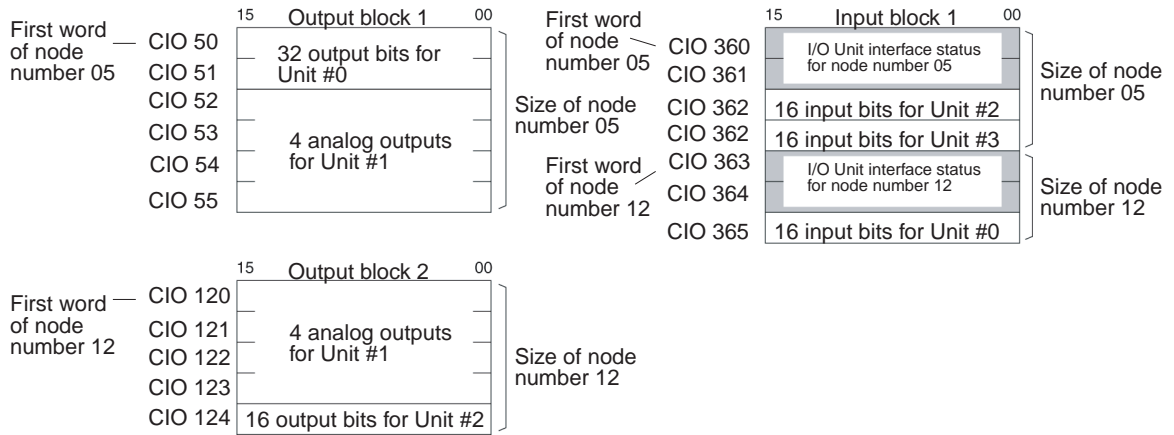 15 Output block 1 00
First word
of node
number 05
CIO 50
CIO 51
CIO 52
CIO 53
CIO 54
CIO 55
32 output bits for
Unit #0
4 analog outputs
for Unit #1
Size of node
number 05
15 Input block 1 00
First word
of node
number 05
CIO 360
CIO 361
CIO 362
CIO 362
I/O Unit interface status
for node number 05
16 input bits for Unit #2
16 input bits for Unit #3
Size of node
number 05
First word
of node
number 12
CIO 363
CIO 364
CIO 365
I/O Unit interface status
for node number 12
16 input bits for Unit #0
Size of node
number 12
15 Output block 2 00
First word
of node
number 12
CIO 120
CIO 121
CIO 122
CIO 123
CIO 124
4 analog outputs
for Unit #1
16 output bits for Unit #2
Size of node
number 12